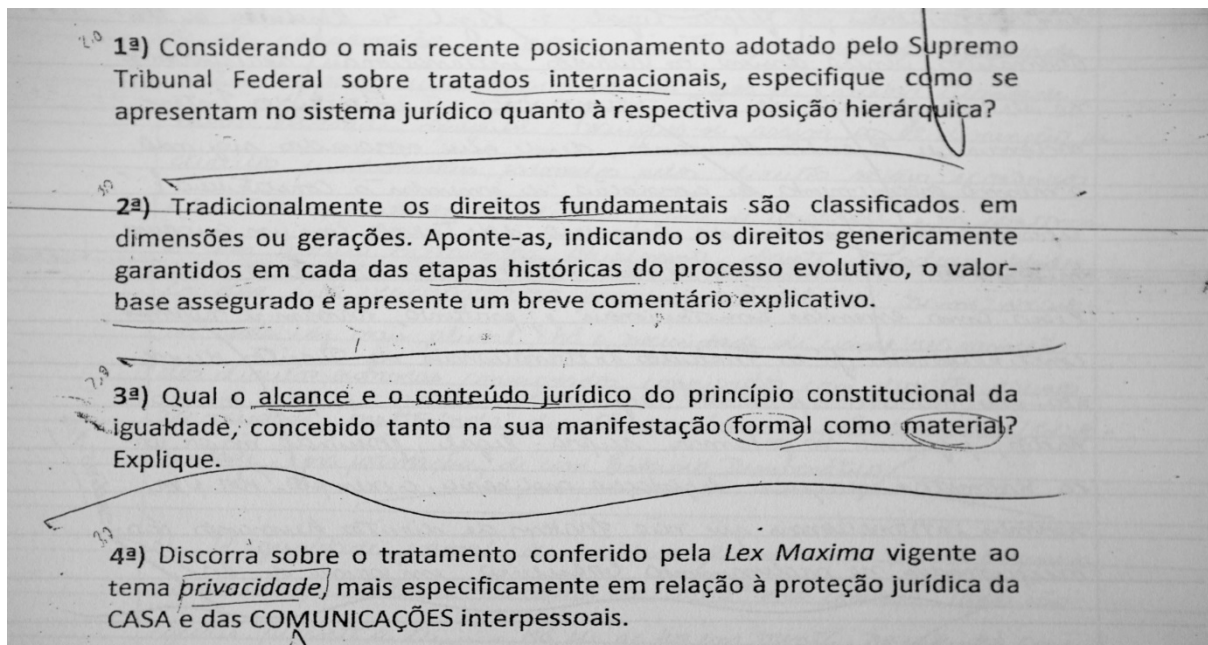 2,0
1ª) Considerando o mais recente posicionamento adotado pelo Supremo
Tribunal Federal sobre tratados internacionais, especifique como se
apresentam no sistema jurídico quanto à respectiva posição hierárquica?
2ª) Tradicionalmente os direitos fundamentais são classificados em
dimensões ou gerações. Aponte-as, indicando os direitos genericamente
garantidos em cada das etapas históricas do processo evolutivo, o valor-
base assegurado e apresente um breve comentário explicativo.
2,0
3ª) Qual o alcance e o conteúdo jurídico do princípio constitucional da
igualdade, concebido tanto na sua manifestação formal como material?
Explique.
4ª) Discorra sobre o tratamento conferido pela Lex Maxima vigente ao
tema privacidade, mais especificamente em relação à proteção jurídica da
CASA e das COMUNICAÇÕES interpessoais.